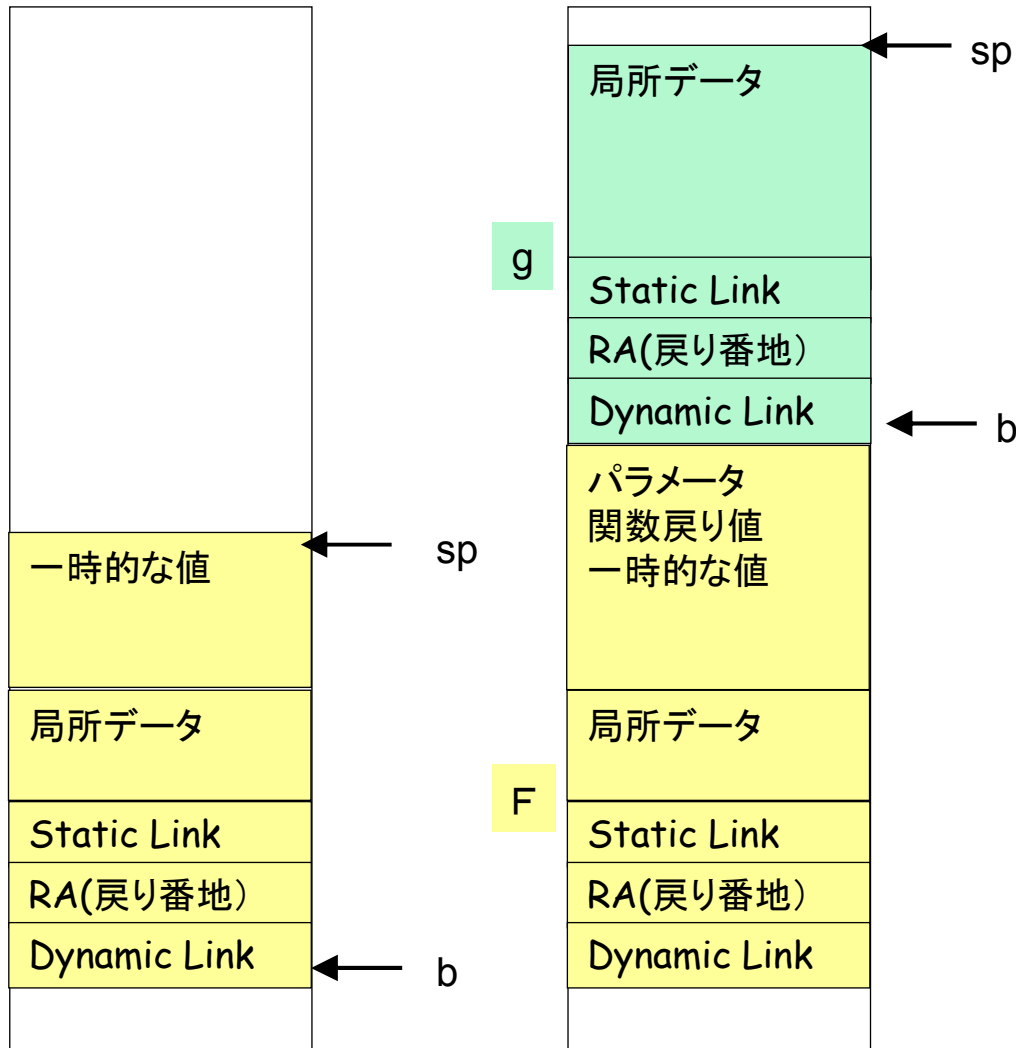 一時的な値
局所データ
Static Link
RA(戻り番地）
Dynamic Link
sp
b
局所データ
Static Link
RA(戻り番地）
Dynamic Link
パラメータ
関数戻り値
一時的な値
局所データ
Static Link
RA(戻り番地）
Dynamic Link
g
F
sp
b